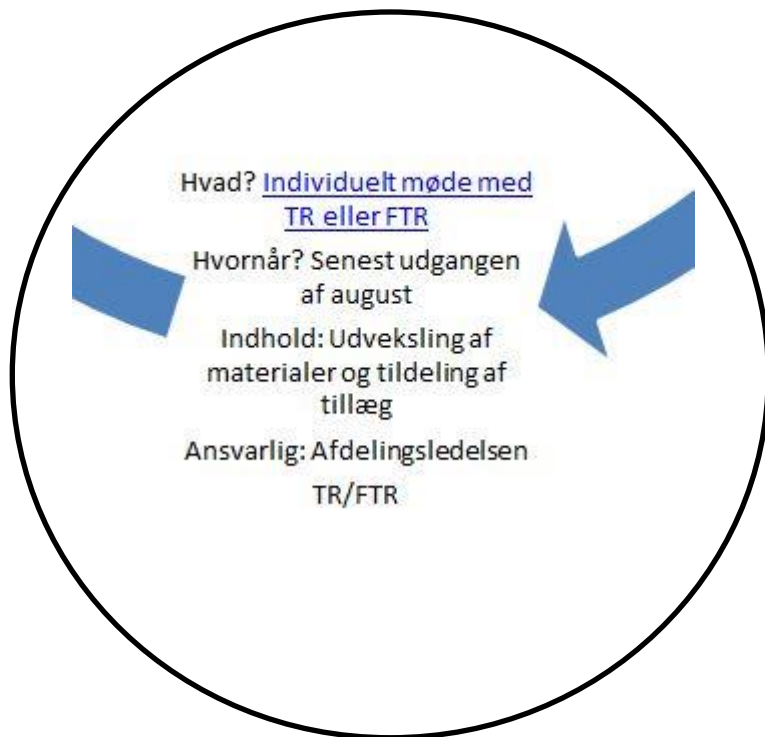 Hvad? Individuelt møde med
TR eller FTR
Hvornår? Senest udgangen
af august
Indhold: Udveksling af
materialer og tildeling af
tillæg
Ansvarlig: Afdelingsledelsen
TR/FTR